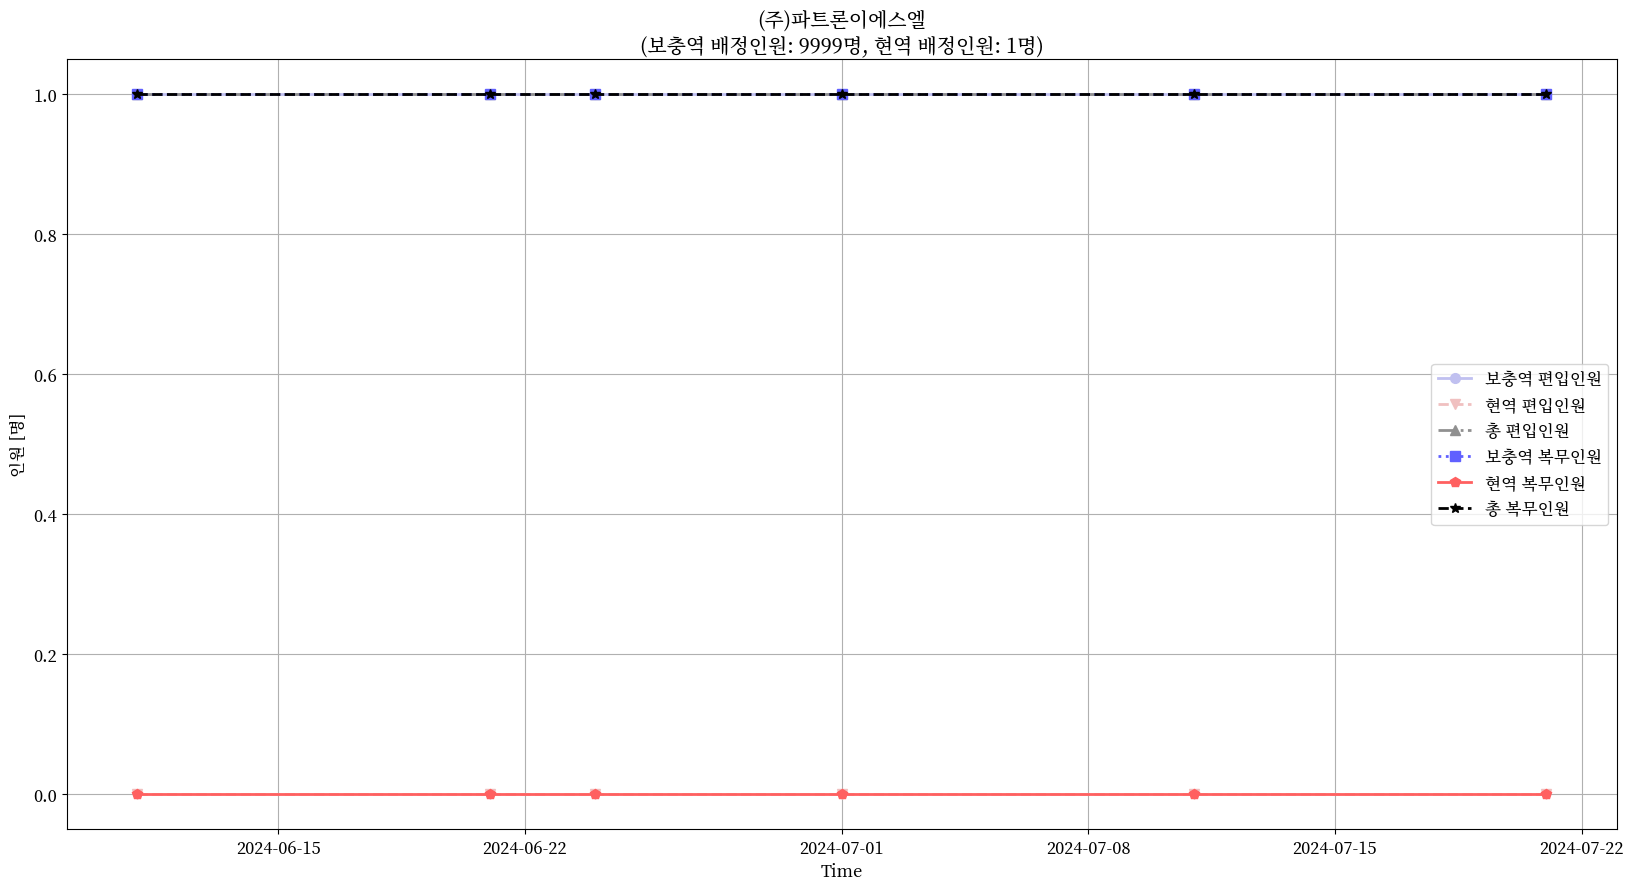 (주)파트론이에스엘
(보충역 배정인원: 9999명, 현역 배정인원: 1명)
인원 [명]
1.0
0.8
0.6
0.4
0.2
0.0
보충역 편입인원
현역 편입인원
총 편입인원
보충역 복무인원
현역 복무인원
총 복무인원
2024-06-15 2024-06-22 2024-07-01 2024-07-08 2024-07-15 2024-07-22
Time